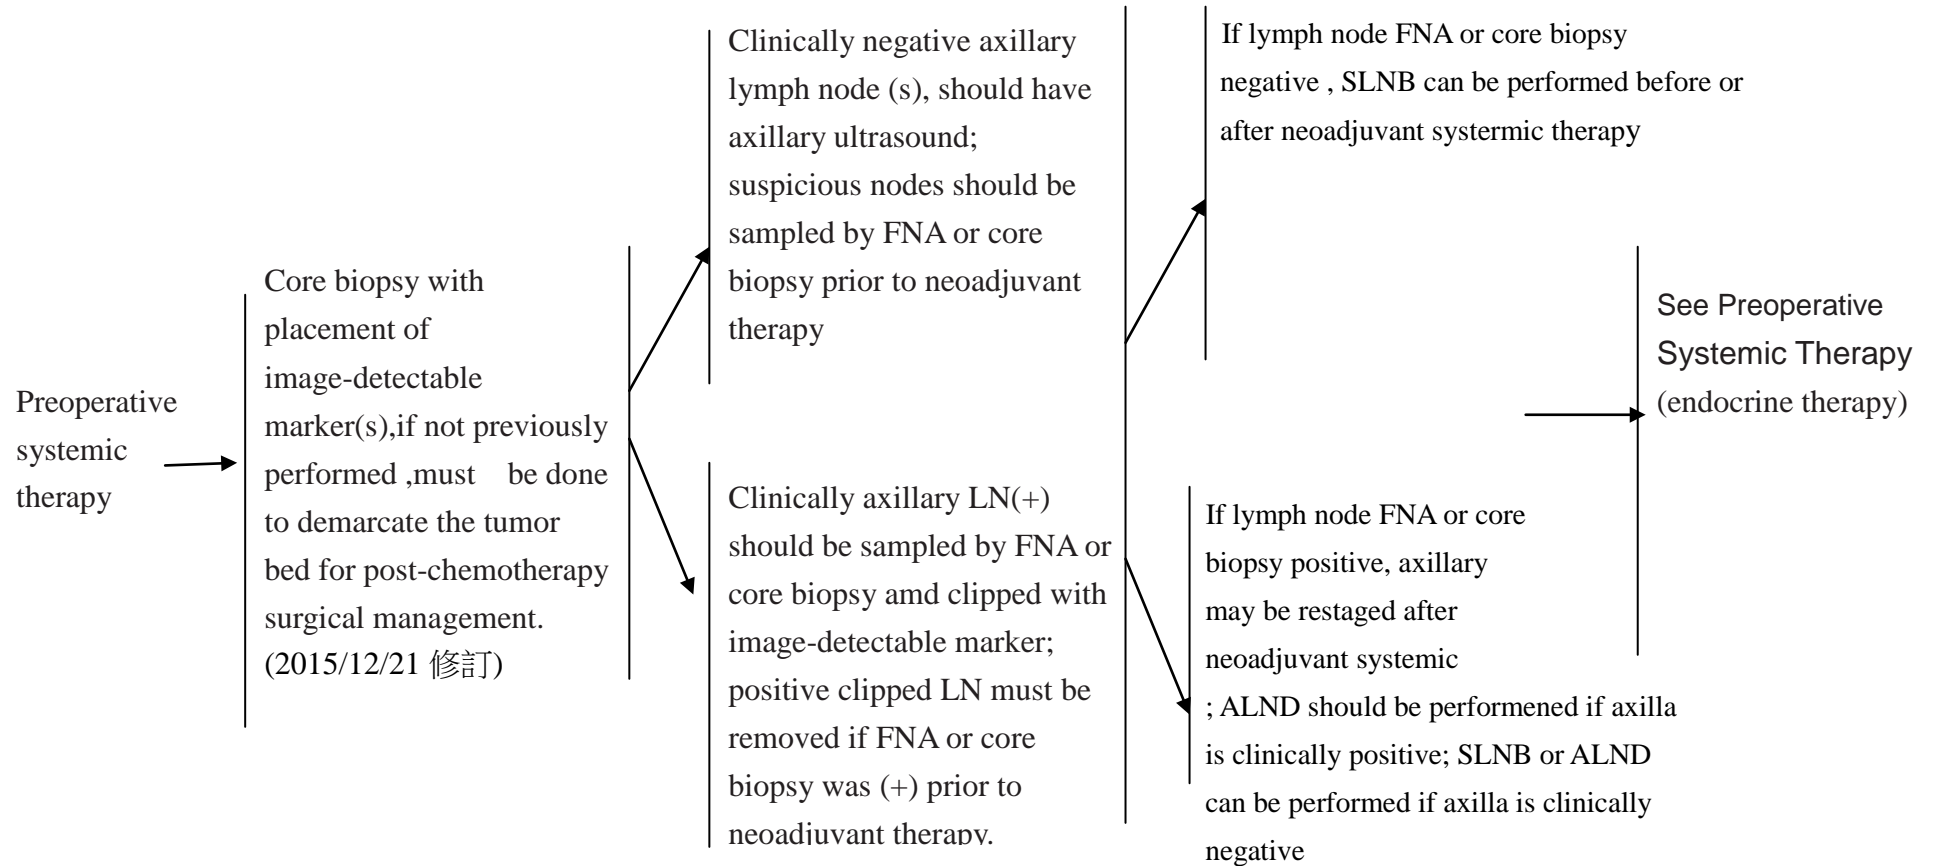 Preoperative
systemic
therapy
Core biopsy with
placement of
image-detectable
marker(s),if not previously
performed ,must be done
to demarcate the tumor
bed for post-chemotherapy
surgical management.
(2015/12/21 修訂)
Clinically negative axillary
lymph node (s), should have
axillary ultrasound;
suspicious nodes should be
sampled by FNA or core
biopsy prior to neoadjuvant
therapy
Clinically axillary LN(+)
should be sampled by FNA or
core biopsy amd clipped with
image-detectable marker;
positive clipped LN must be
removed if FNA or core
biopsy was (+) prior to
neoadjuvant therapy.
If lymph node FNA or core biopsy
negative , SLNB can be performed before or
after neoadjuvant systermic therapy
If lymph node FNA or core
biopsy positive, axillary
may be restaged after
neoadjuvant systemic
; ALND should be performened if axilla
is clinically positive; SLNB or ALND
can be performed if axilla is clinically
negative
See Preoperative
Systemic Therapy
(endocrine therapy)